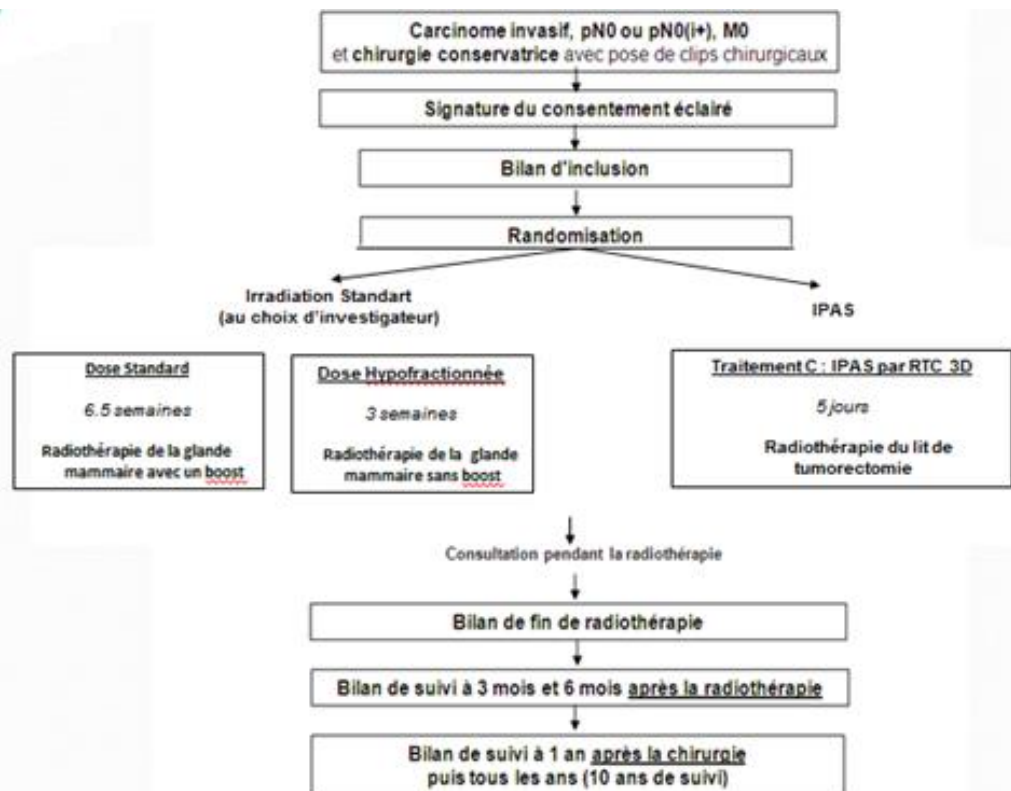 Carcinome invasif, pN0 ou pN0(i+), M0
et chirurgie conservatrice avec pose de clips chirurgicaux
Signature du consentement éclairé
Bilan d'inclusion
Randomisation
Irradiation Standart
(au choix d'investigateur)
IPAS
Dose Standard
6.5 semaines
Radiothérapie de la glande
mammaire avec un boost
Dose Hypofractionnée
3 semaines
Radiothérapie de la glande
mammaire sans boost
Traitement C : IPAS par RTC 3D
5 jours
Radiothérapie du lit de
tumorectomie
Consultation pendant la radiothérapie
Bilan de fin de radiothérapie
Bilan de suivi à 3 mois et 6 mois après la radiothérapie
Bilan de suivi à 1 an après la chirurgie
puis tous les ans (10 ans de suivi)